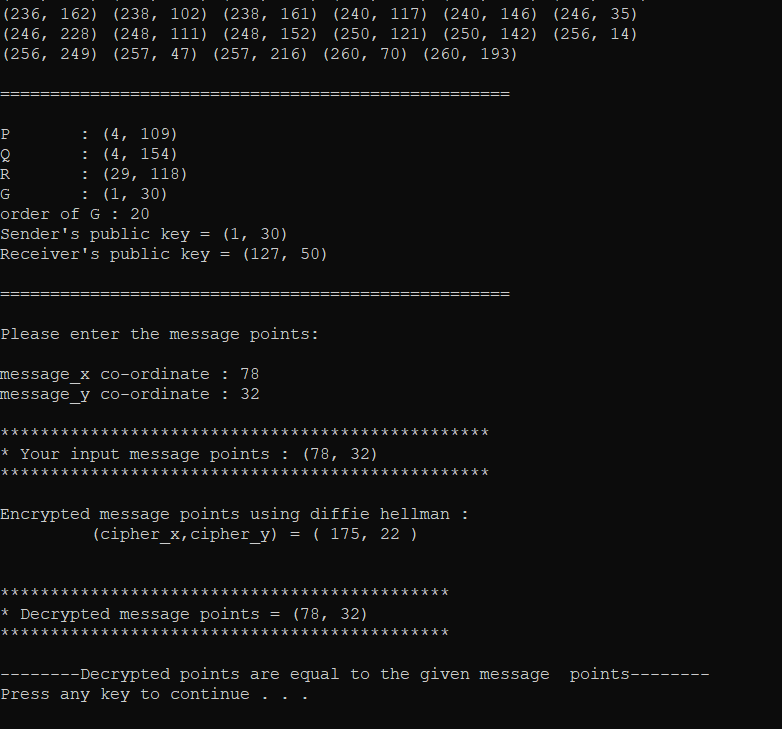 (236, 162) (238, 102) (238, 161) (240, 117) (240, 146) (246, 35)
(246, 228) (248, 111) (248, 152) (250, 121) (250, 142) (256, 14)
(256, 249) (257, 47) (257, 216) (260, 70) (260, 193)
===================================================
P : (4, 109)
Q : (4, 154)
R : (29, 118)
G : (1, 30)
order of G : 20
Sender's public key = (1, 30)
Receiver's public key = (127, 50)
===================================================
Please enter the message points:
message_x co-ordinate : 78
message_y co-ordinate : 32
*************************************************
* Your input message points : (78, 32)
*************************************************
Encrypted message points using diffie hellman :
(cipher_x,cipher_y) = ( 175, 22 )
*********************************************
* Decrypted message points = (78, 32)
*********************************************
--------Decrypted points are equal to the given message  points--------
Press any key to continue . . .